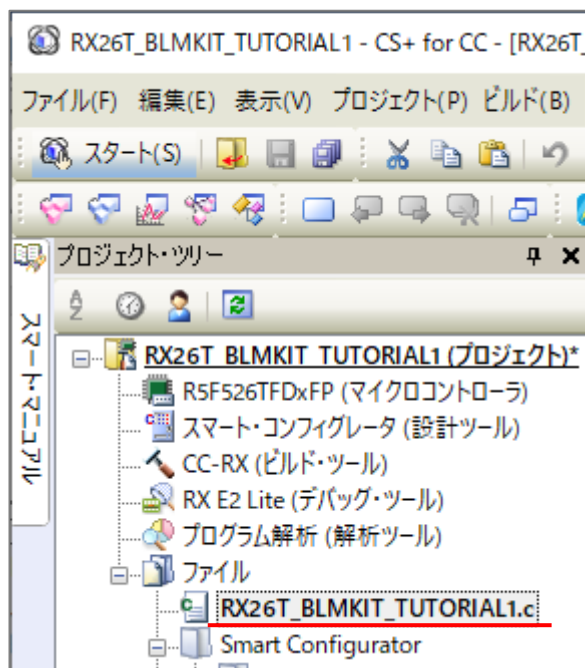 RX26T_BLMKIT_TUTORIAL1 - CS+ for CC - [RX26T_
ファイル(F) 編集(E) 表示(V) プロジェクト(P) ビルド(B)
スタート(S)
プロジェクト・ツリー
スマート・マニュアル
RX26T_BLMKIT_TUTORIAL1 (プロジェクト)*
R5F526TFDxFP (マイクロコントローラ)
スマート・コンフィグレータ (設計ツール)
CC-RX (ビルド・ツール)
RX E2 Lite (デバッグ・ツール)
プログラム解析 (解析ツール)
ファイル
RX26T_BLMKIT_TUTORIAL1.c
Smart Configurator